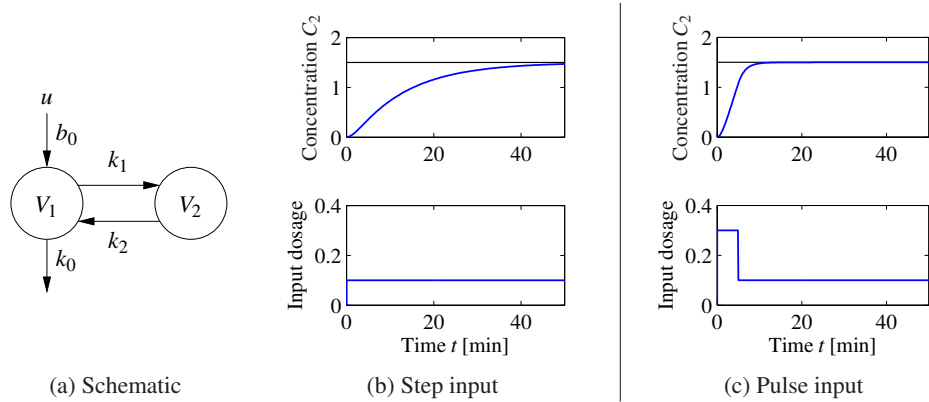 u
b0
k1
V1
V2
k2
k0
(a) Schematic
Concentration C2
2
1
0
0
20
40
Input dosage
0.4
0.2
0
0
20
40
Time t [min]
(b) Step input
Concentration C2
2
1
0
0
20
40
Input dosage
0.4
0.2
0
0
20
40
Time t [min]
(c) Pulse input